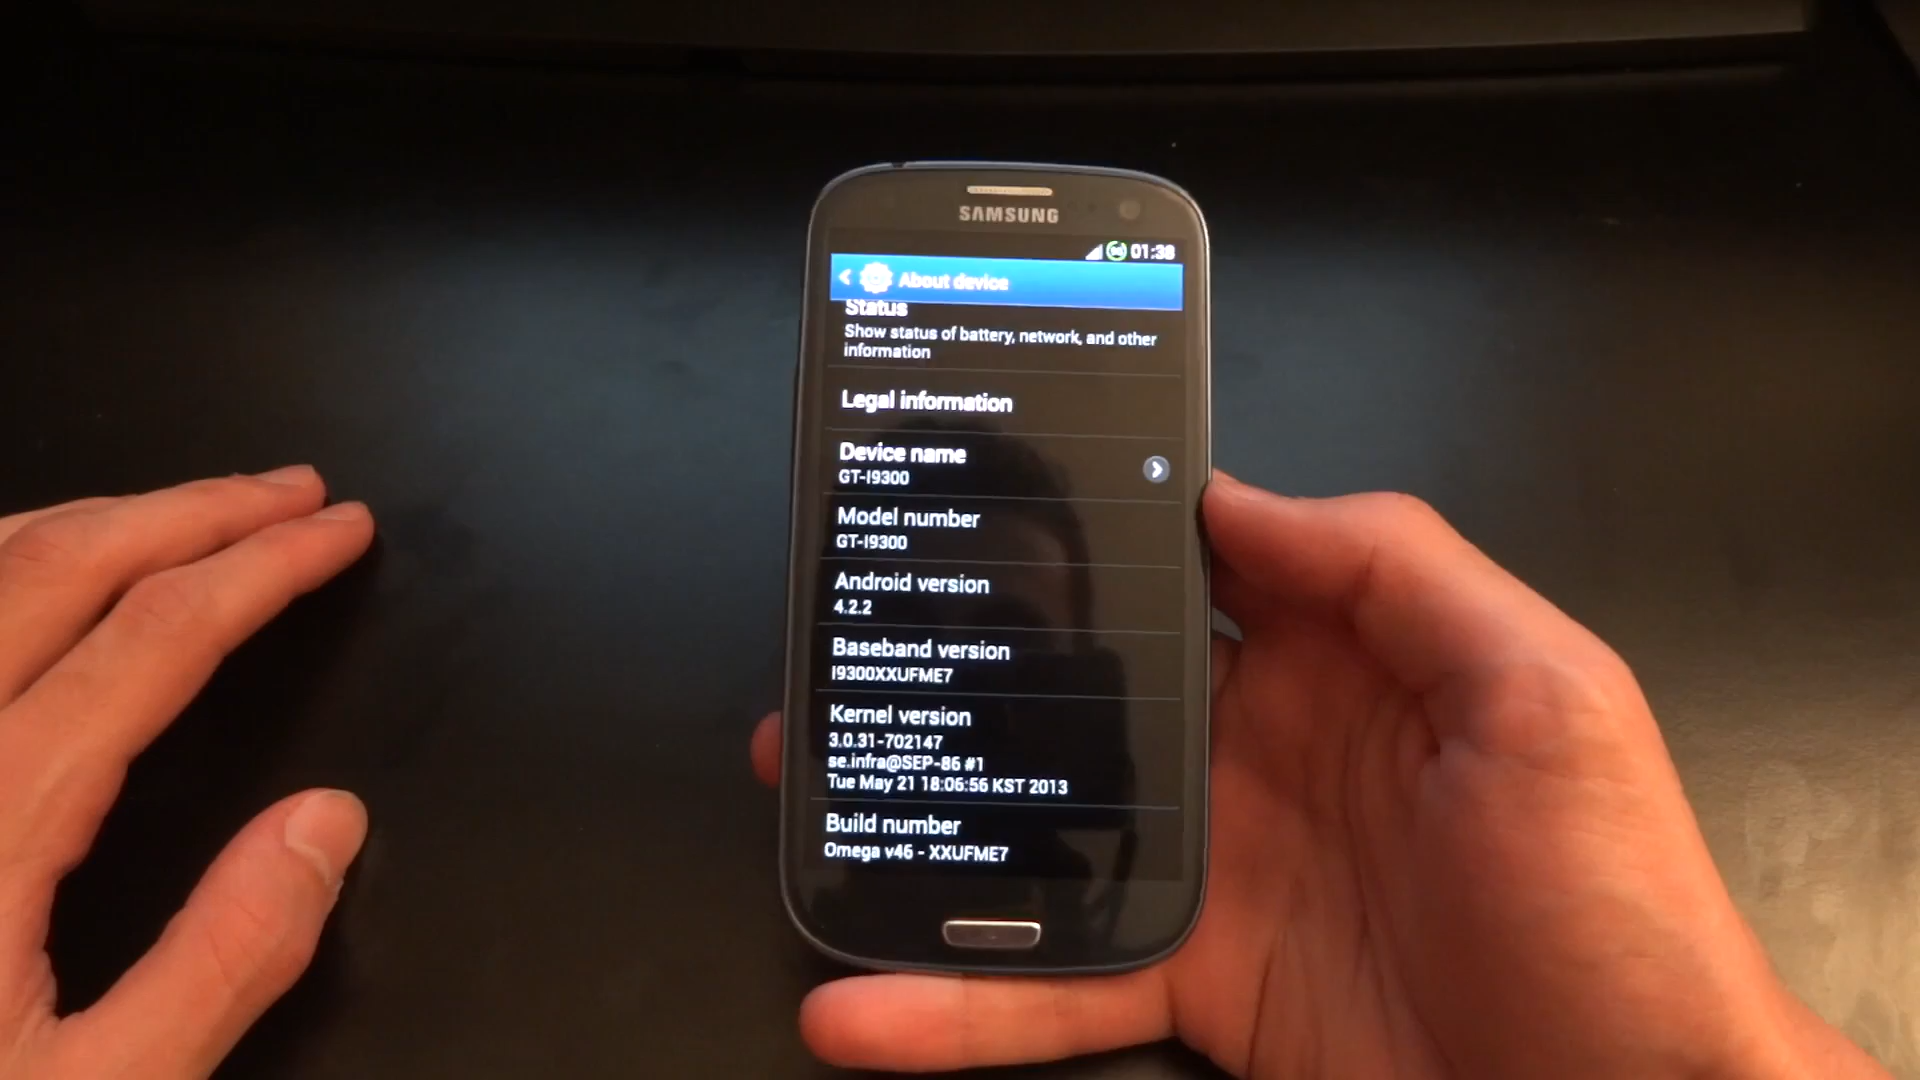 SAMSUNG
01:38
About device
Status
Show status of battery, network, and other
information
Legal information
Device name
GT-I9300
Model number
GT-I9300
Android version
4.2.2
Baseband version
I9300XXUFME7
Kernel version
3.0.31-702147
se.infra@SEP-86 #1
Tue May 21 18:06:56 KST 2013
Build number
Omega v46 - XXUFME7